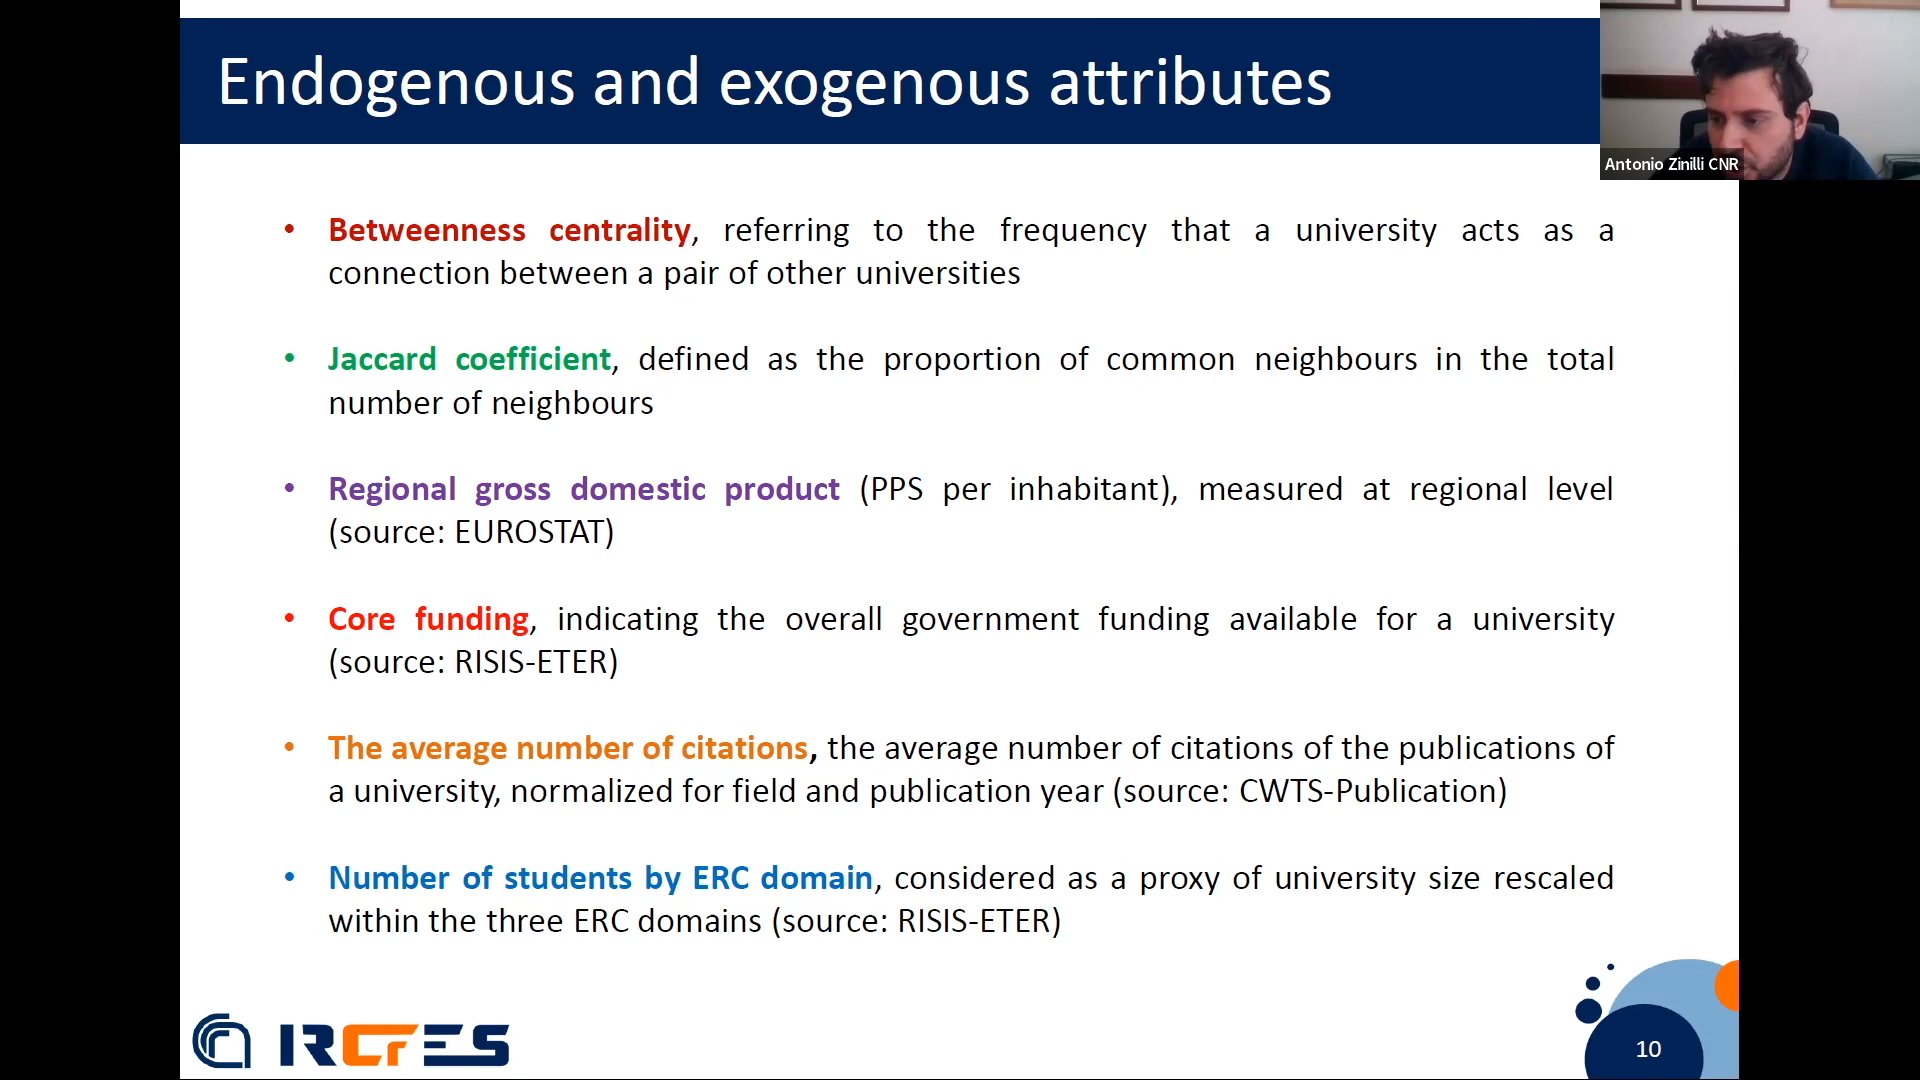 Endogenous and exogenous attributes
Antonio Zinilli CNR
• Betweenness centrality, referring to the frequency that a university acts as a
connection between a pair of other universities
• Jaccard coefficient, defined as the proportion of common neighbours in the total
number of neighbours
• Regional gross domestic product (PPS per inhabitant), measured at regional level
(source: EUROSTAT)
• Core funding, indicating the overall government funding available for a university
(source: RISIS-ETER)
• The average number of citations, the average number of citations of the publications of
a university, normalized for field and publication year (source: CWTS-Publication)
• Number of students by ERC domain, considered as a proxy of university size rescaled
within the three ERC domains (source: RISIS-ETER)
IRCrES
10